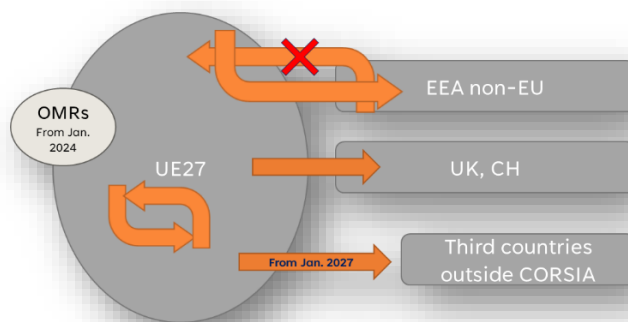 EEA non-EU
OMRs
From Jan.
2024
UE27
UK, CH
From Jan. 2027
Third countries
outside CORSIA